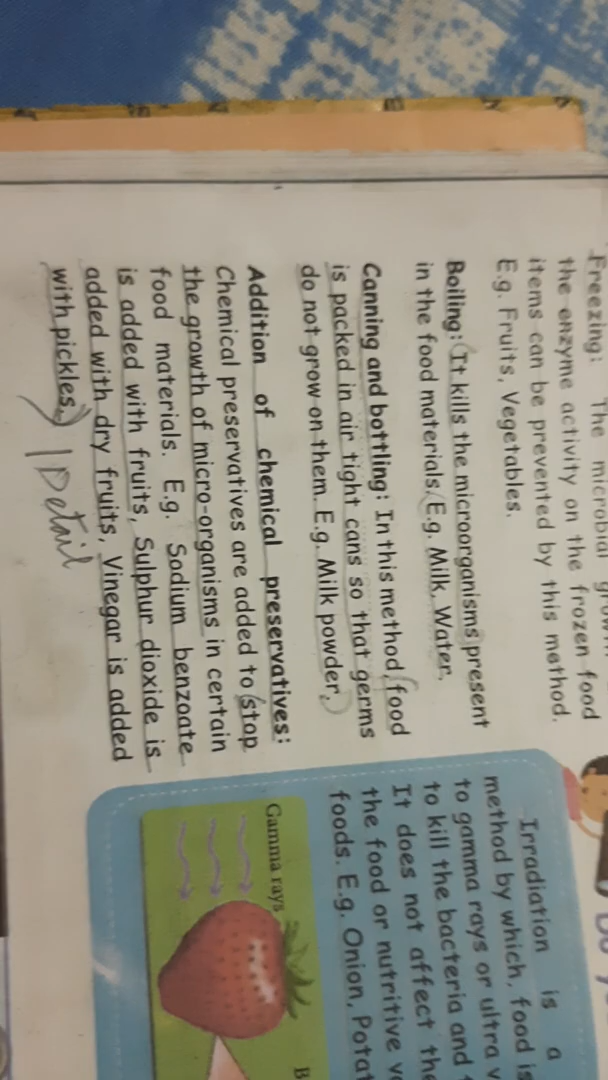 Freezing: The microbial
the enzyme activity on the frozen food
items can be prevented by this method.
E.g. Fruits, Vegetables.
Boiling: It kills the microorganisms present
in the food materials. E.g. Milk, Water.
Canning and bottling: In this method, food
is packed in air tight cans so that germs
do not grow on them. E.g. Milk powder.
Addition of chemical preservatives:
Chemical preservatives are added to stop
the growth of micro-organisms in certain
food materials. E.g. Sodium benzoate
is added with fruits, Sulphur dioxide is
added with dry fruits, Vinegar is added
with pickles.
Detail
Irradiation is a
method by which, food is
to gamma rays or ultra
to kill the bacteria and
It does not affect the
the food or nutritive
foods. E.g. Onion,
Gamma rays